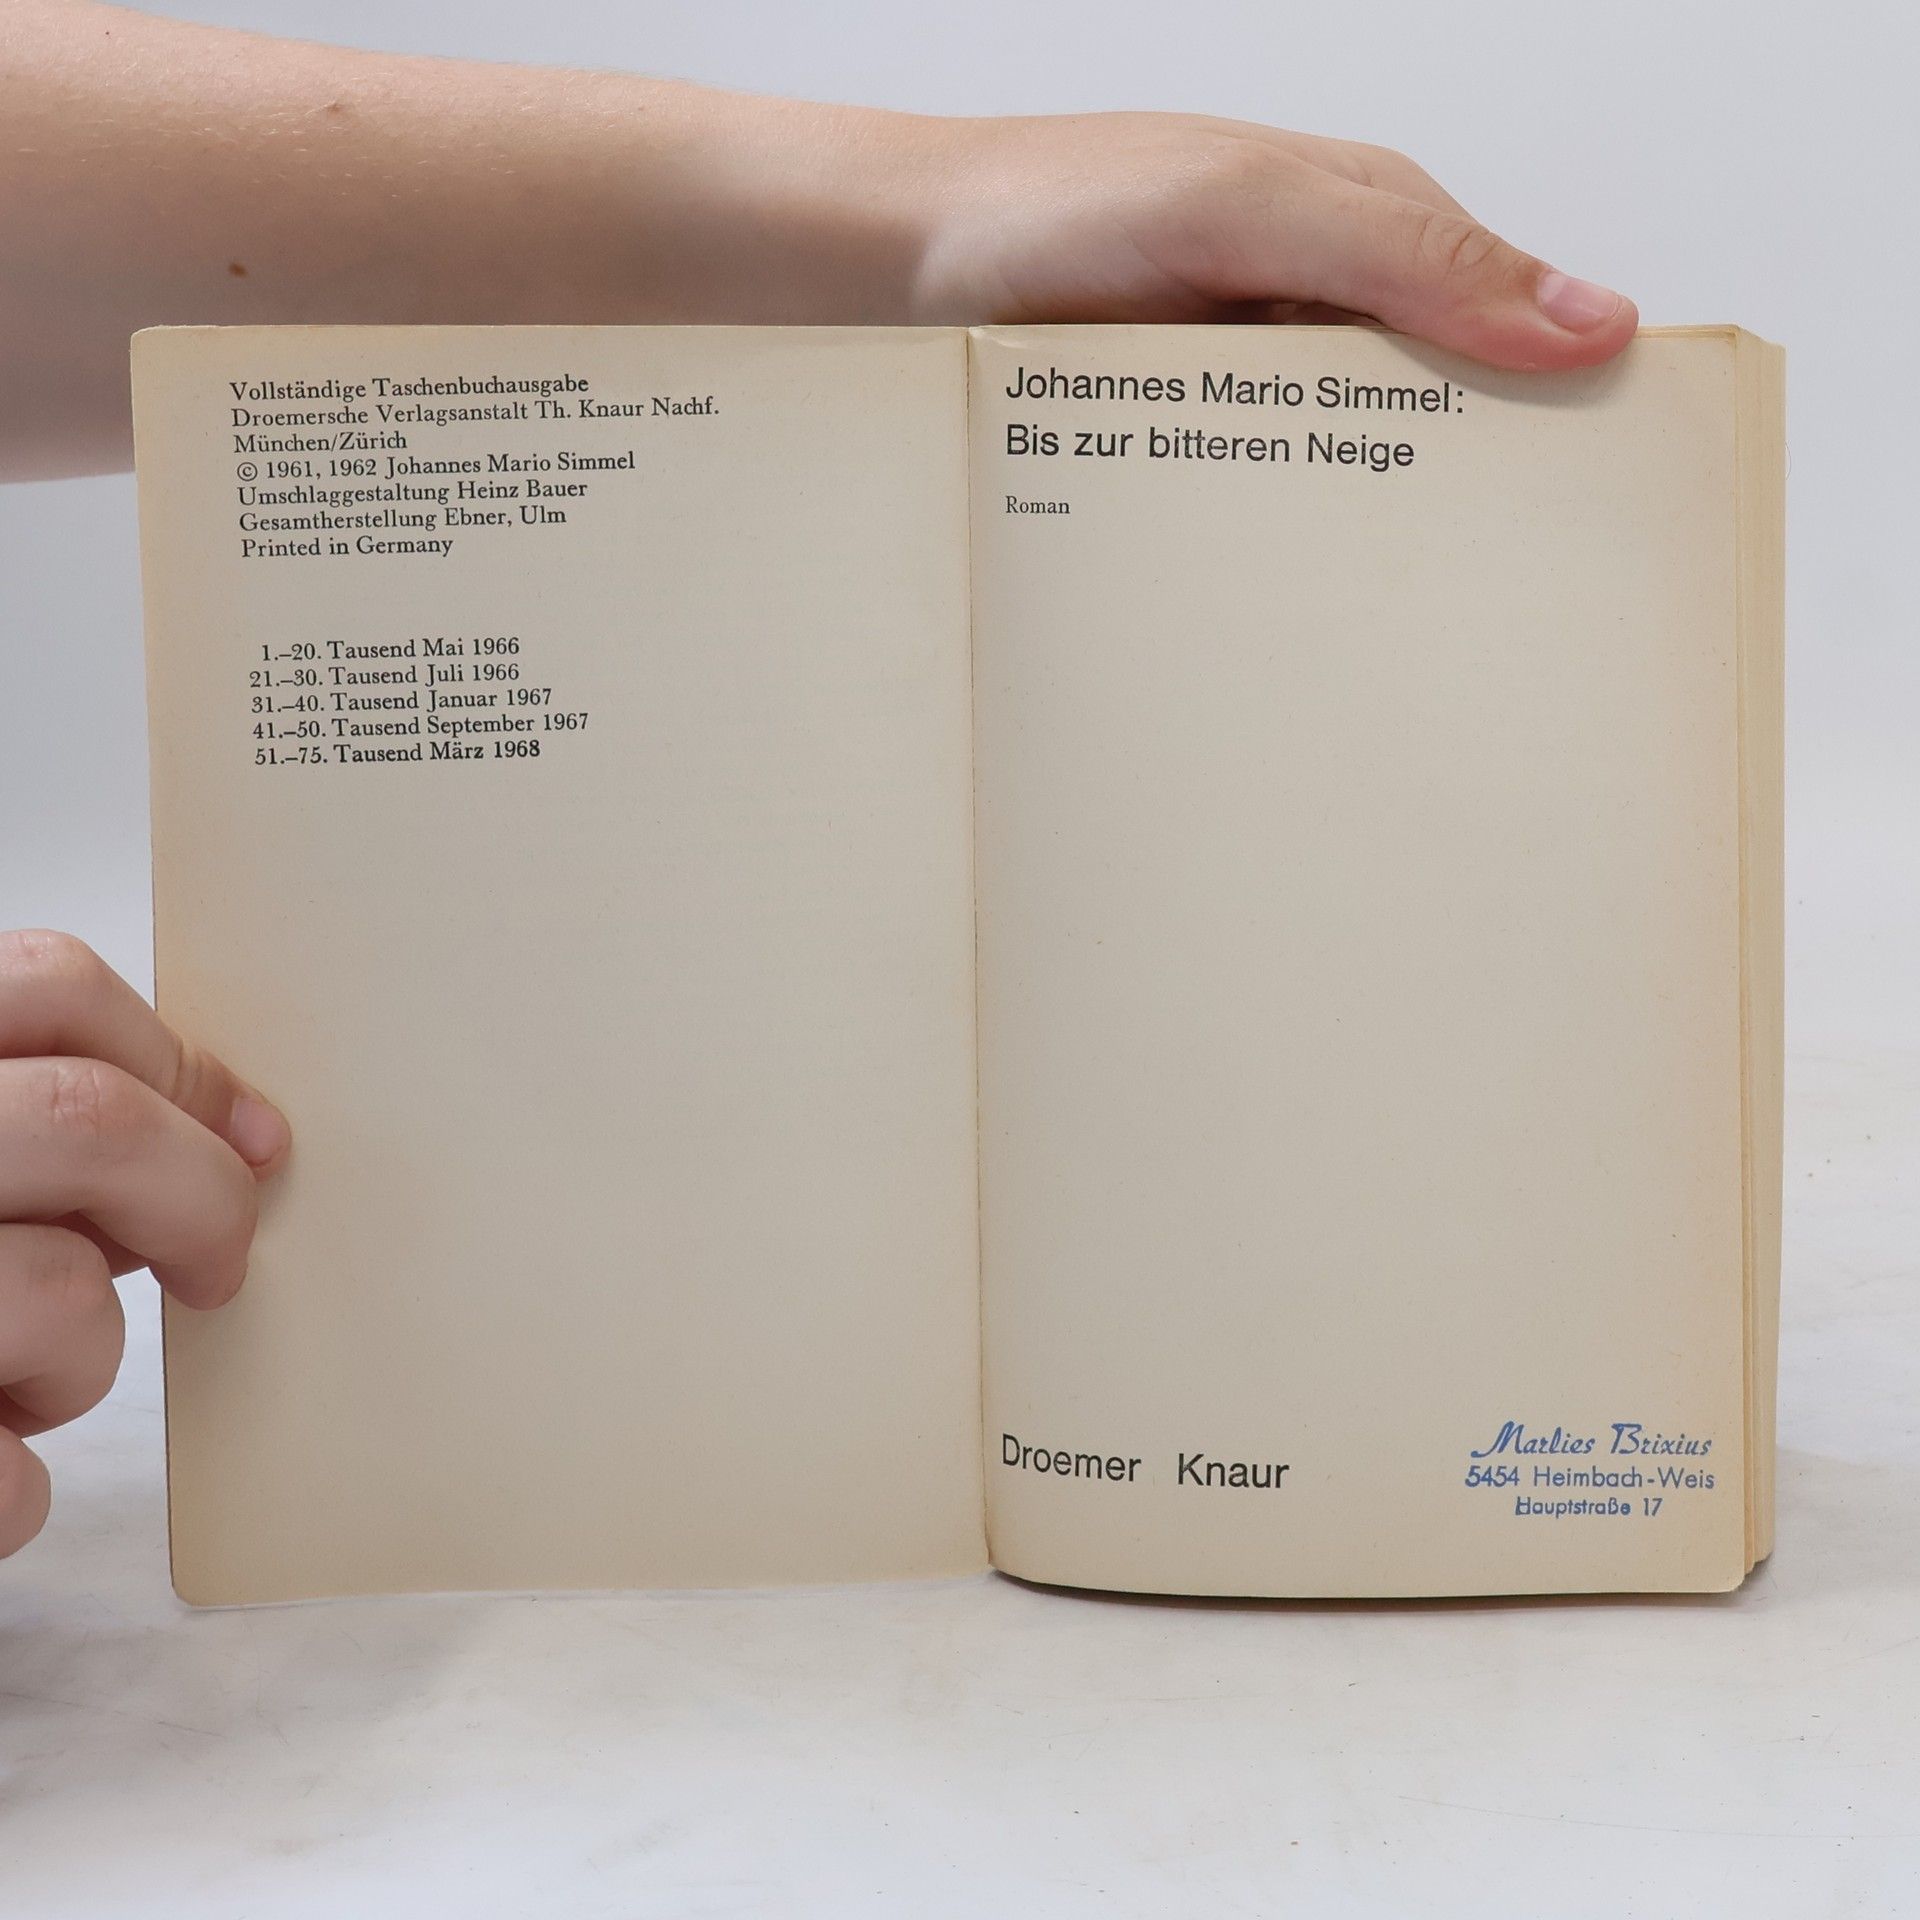 Vollständige Taschenbuchausgabe
Droemersche Verlagsanstalt Th. Knaur Nachf.
München/Zürich
© 1961, 1962 Johannes Mario Simmel
Umschlaggestaltung Heinz Bauer
Gesamtherstellung Ebner, Ulm
Printed in Germany
1.–20. Tausend Mai 1966
21.–30. Tausend Juli 1966
31.–40. Tausend Januar 1967
41.–50. Tausend September 1967
51.–75. Tausend März 1968
Johannes Mario Simmel:
Bis zur bitteren Neige
Roman
Droemer Knaur
Marlies Brixius
5454 Heimbach-Weis
Hauptstraße 17